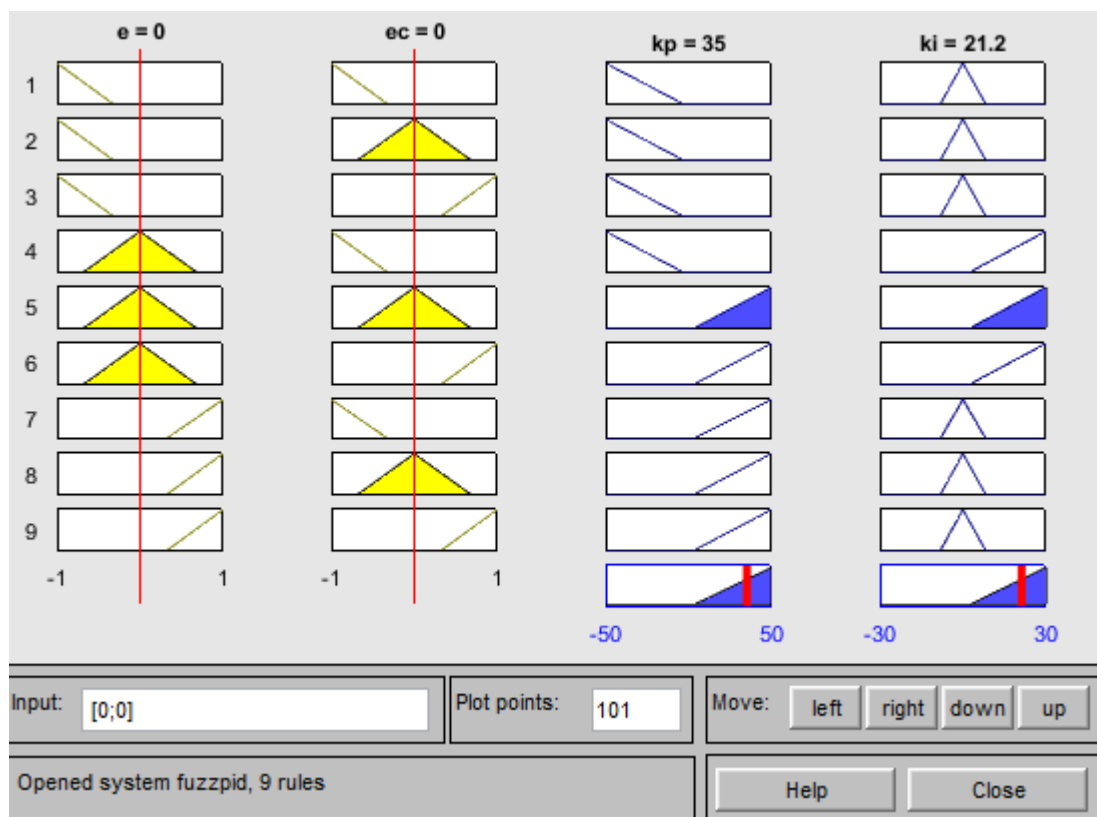 e = 0 ec = 0 kp = 35 ki = 21.2
1
2
3
4
5
6
7
8
9
-1 1 -1 1
-50 50 -30 30
Input: [0;0] Plot points: 101 Move: left right down up
Opened system fuzzpid, 9 rules Help Close